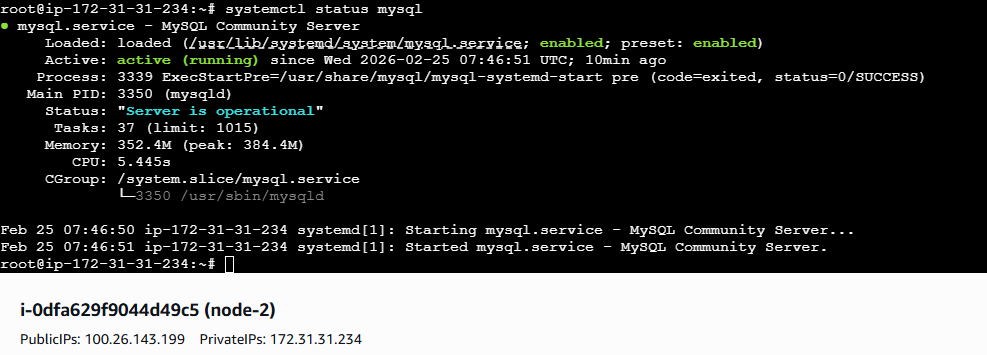 root@ip-172-31-31-234:~# systemctl status mysql
● mysql.service - MySQL Community Server
Loaded: loaded (/usr/lib/systemd/system/mysql.service; enabled; preset: enabled)
Active: active (running) since Wed 2026-02-25 07:46:51 UTC; 10min ago
Process: 3339 ExecStartPre=/usr/share/mysql/mysql-systemd-start pre (code=exited, status=0/SUCCESS)
Main PID: 3350 (mysqld)
Status: "Server is operational"
Tasks: 37 (limit: 1015)
Memory: 352.4M (peak: 384.4M)
CPU: 5.445s
CGroup: /system.slice/mysql.service
└─3350 /usr/sbin/mysqld
Feb 25 07:46:50 ip-172-31-31-234 systemd[1]: Starting mysql.service - MySQL Community Server...
Feb 25 07:46:51 ip-172-31-31-234 systemd[1]: Started mysql.service - MySQL Community Server.
root@ip-172-31-31-234:~#
i-0dfa629f9044d49c5 (node-2)
PublicIPs: 100.26.143.199 PrivateIPs: 172.31.31.234